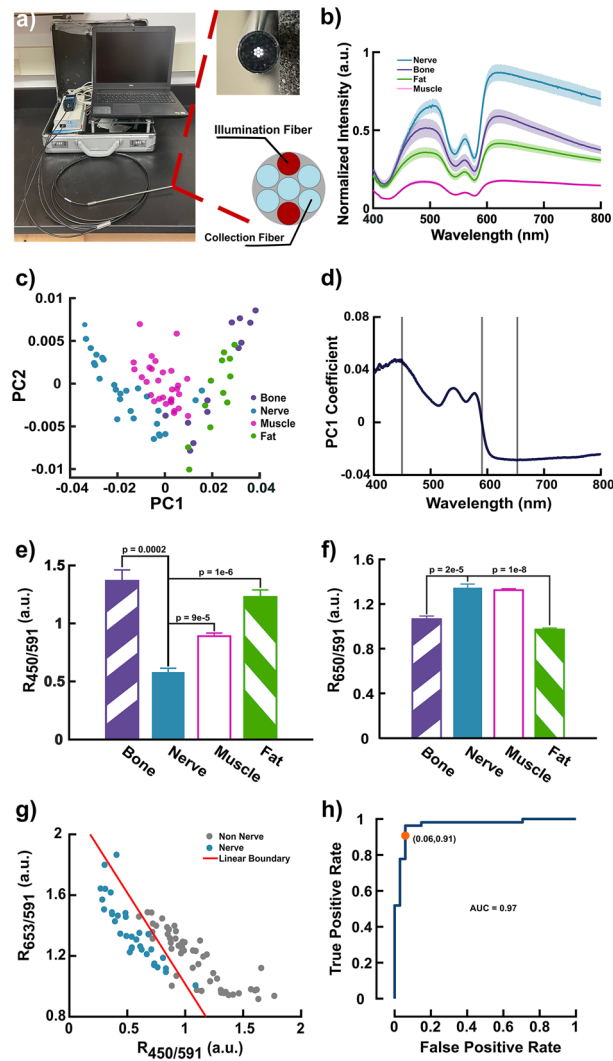 a)
Illumination Fiber
Collection Fiber
b)
Normalized Intensity (a.u.)
1
0.5
0
Nerve
Bone
Fat
Muscle
400 500 600 700 800
Wavelength (nm)
c)
PC2
0.01
0.005
0
-0.005
-0.01
Bone
Nerve
Muscle
Fat
-0.04 -0.02 0 0.02 0.04
PC1
d)
PC1 Coefficient
0.08
0.04
0
-0.04
400 500 600 700 800
Wavelength (nm)
e)
R450/591 (a.u.)
1.5
1
0.5
0
p = 0.0002
p = 1e-6
p = 9e-5
Bone Nerve Muscle Fat
f)
R650/591 (a.u.)
1.6
1.2
0.8
0.4
0
p = 2e-5 p = 1e-8
Bone Nerve Muscle Fat
g)
R653/591 (a.u.)
2
1.6
1.2
0.8
Non Nerve
Nerve
Linear Boundary
0 0.5 1 1.5 2
R450/591 (a.u.)
h)
True Positive Rate
1
0.8
0.6
0.4
0.2
0
(0.06,0.91)
AUC = 0.97
0 0.2 0.4 0.6 0.8 1
False Positive Rate